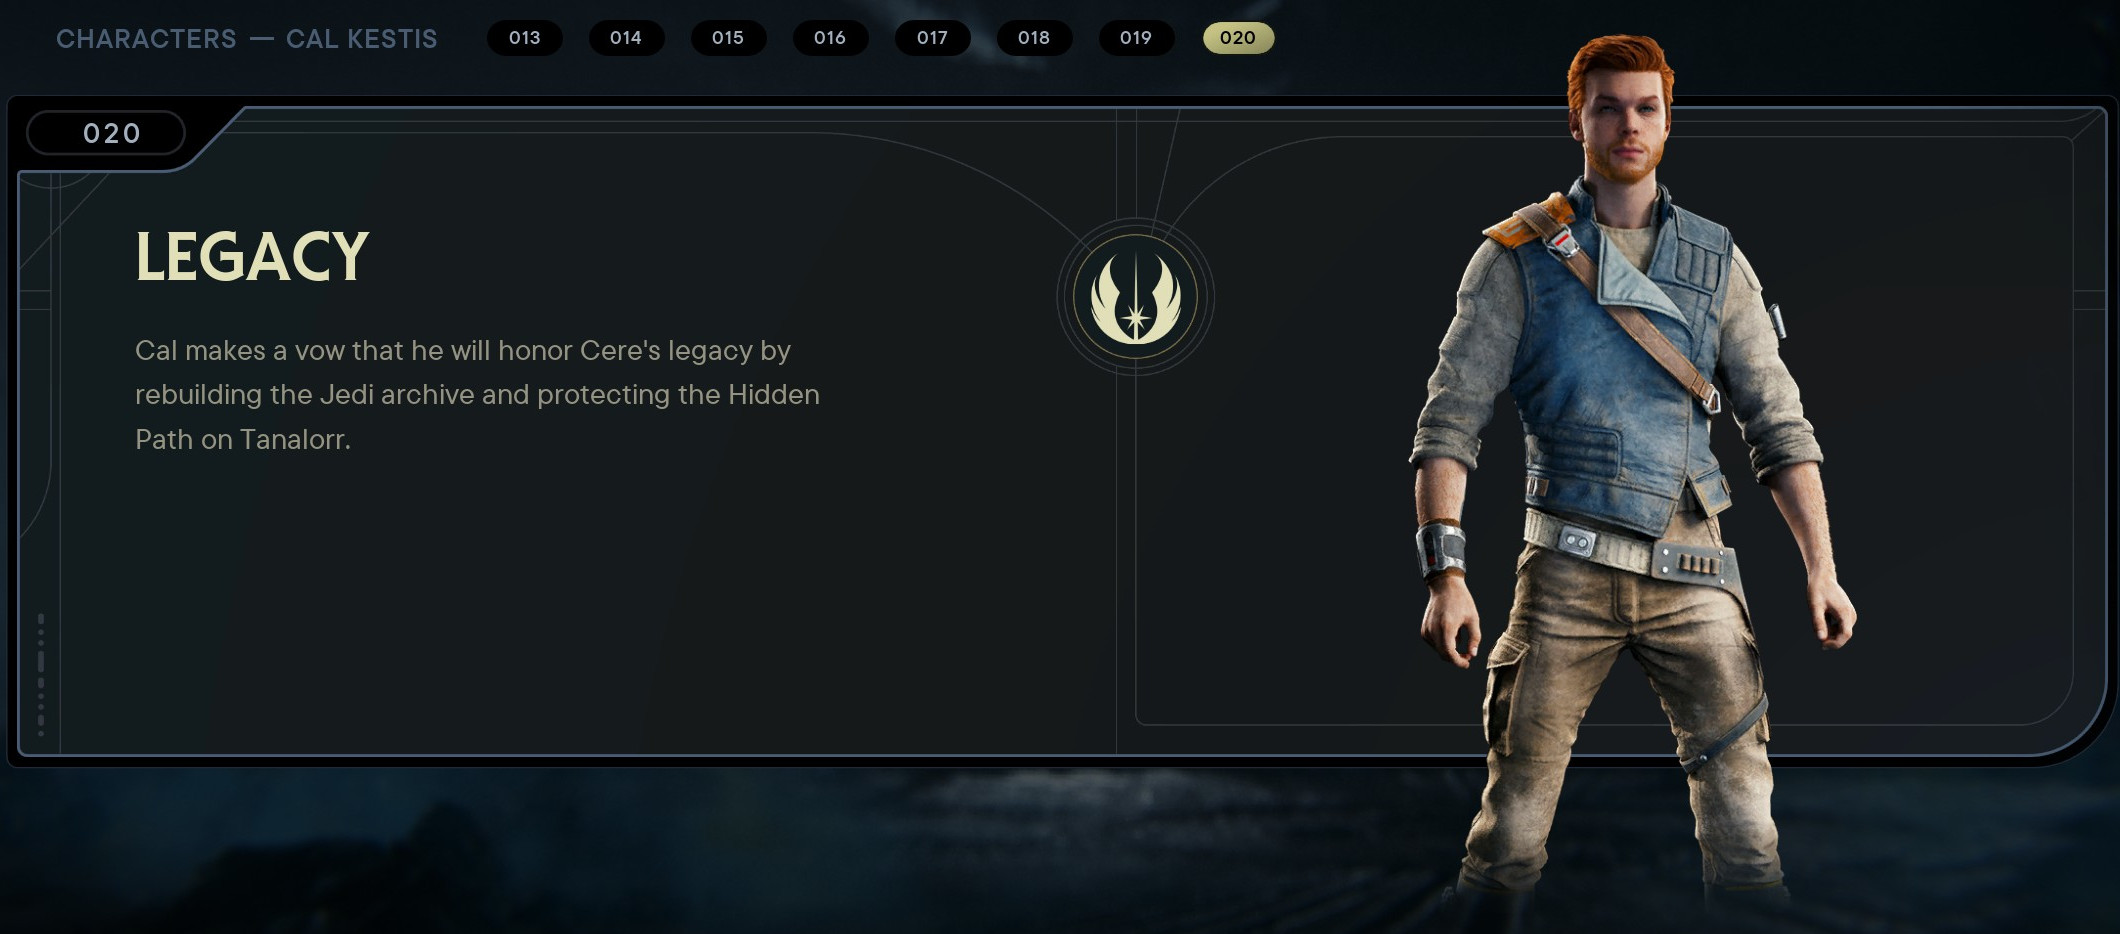 CHARACTERS — CAL KESTIS 013 014 015 016 017 018 019 020
020
LEGACY
Cal makes a vow that he will honor Cere's legacy by
rebuilding the Jedi archive and protecting the Hidden
Path on Tanalorr.